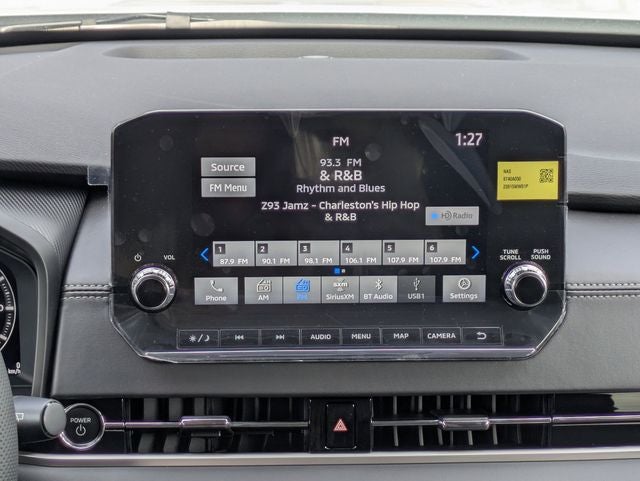 FM
1:27
93.3 FM
& R&B
Rhythm and Blues
Z93 Jamz - Charleston's Hip Hop
& R&B
Source
FM Menu
HD Radio
NAS
1 2 3 4 5 6
87.9 FM 90.1 FM 98.1 FM 106.1 FM 107.9 FM 107.9 FM
VOL
TUNE SCROLL
PUSH SOUND
Phone AM FM SiriusXM BT Audio USB1 Settings
AUDIO MENU MAP CAMERA
POWER
0
km/h